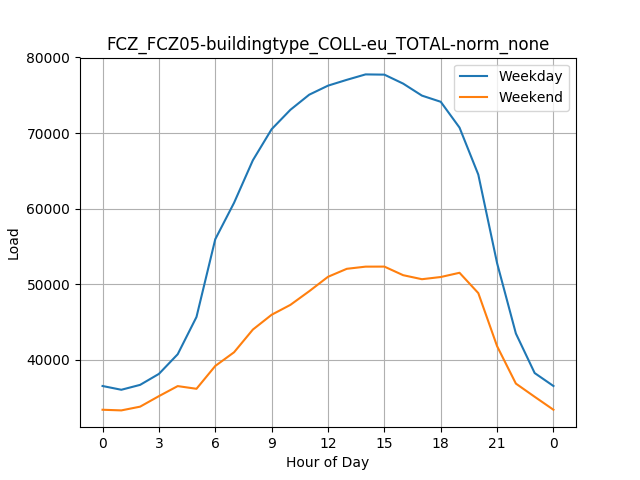 FCZ_FCZ05-buildingtype_COLL-eu_TOTAL-norm_none
Weekday
Weekend
80000
70000
60000
50000
40000
Load
0 3 6 9 12 15 18 21 0
Hour of Day